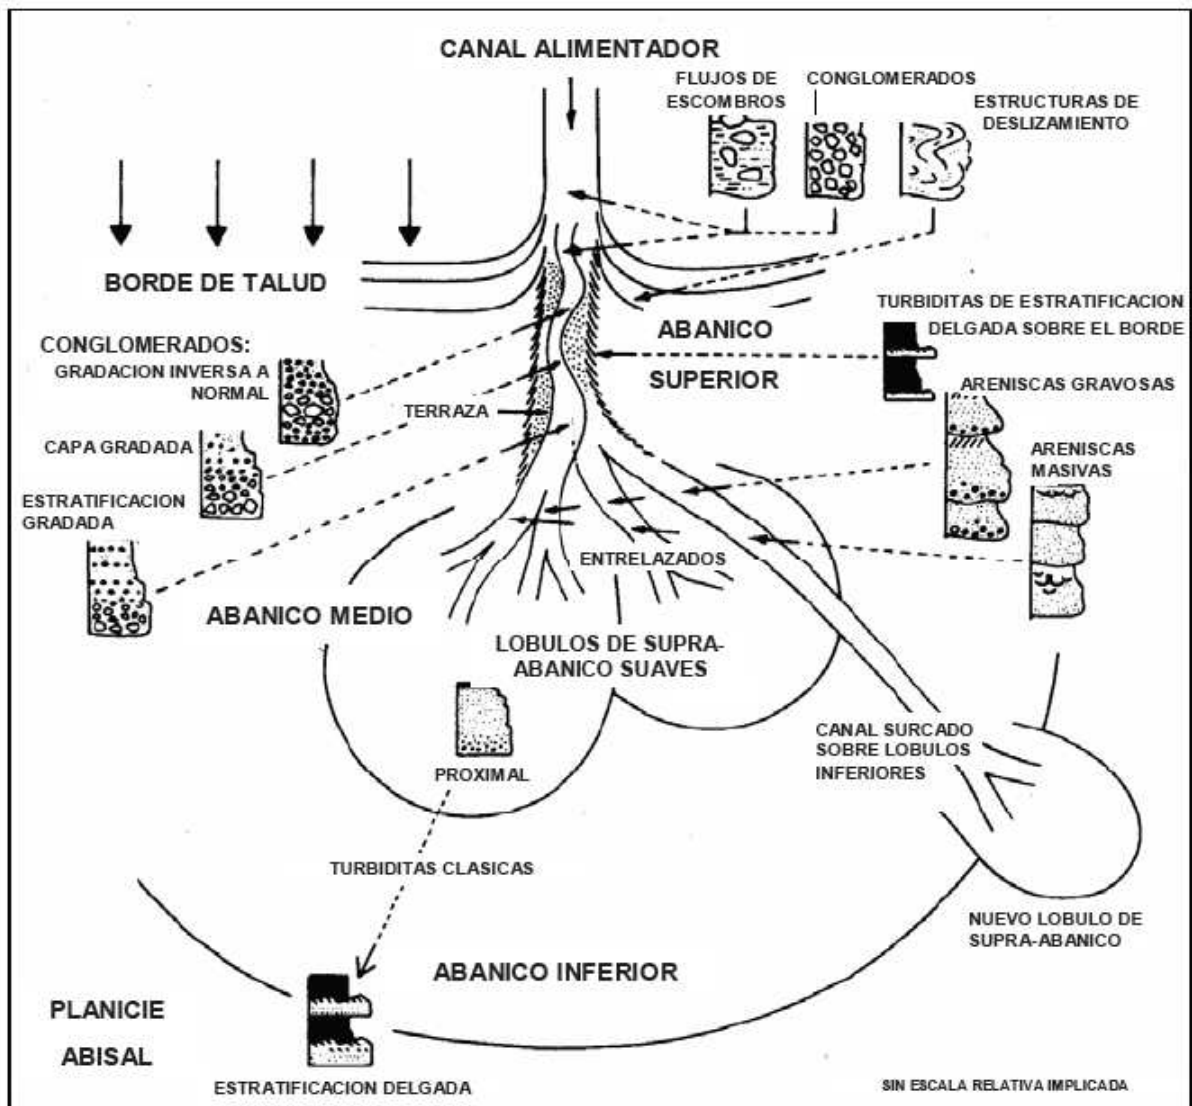 CANAL ALIMENTADOR
FLUJOS DE
ESCOMBROS
CONGLOMERADOS
ESTRUCTURAS DE
DESLIZAMIENTO
BORDE DE TALUD
ABANICO
SUPERIOR
TURBIDITAS DE ESTRATIFICACION
DELGADA SOBRE EL BORDE
CONGLOMERADOS:
GRADACION INVERSA A
NORMAL
TERRAZA
ARENISCAS GRAVOSAS
CAPA GRADADA
ARENISCAS
MASIVAS
ESTRATIFICACION
GRADADA
ENTRELAZADOS
ABANICO MEDIO
LOBULOS DE SUPRA-
ABANICO SUAVES
CANAL SURCADO
SOBRE LOBULOS
INFERIORES
PROXIMAL
TURBIDITAS CLASICAS
NUEVO LOBULO DE
SUPRA-ABANICO
ABANICO INFERIOR
PLANICIE
ABISAL
ESTRATIFICACION DELGADA
SIN ESCALA RELATIVA IMPLICADA